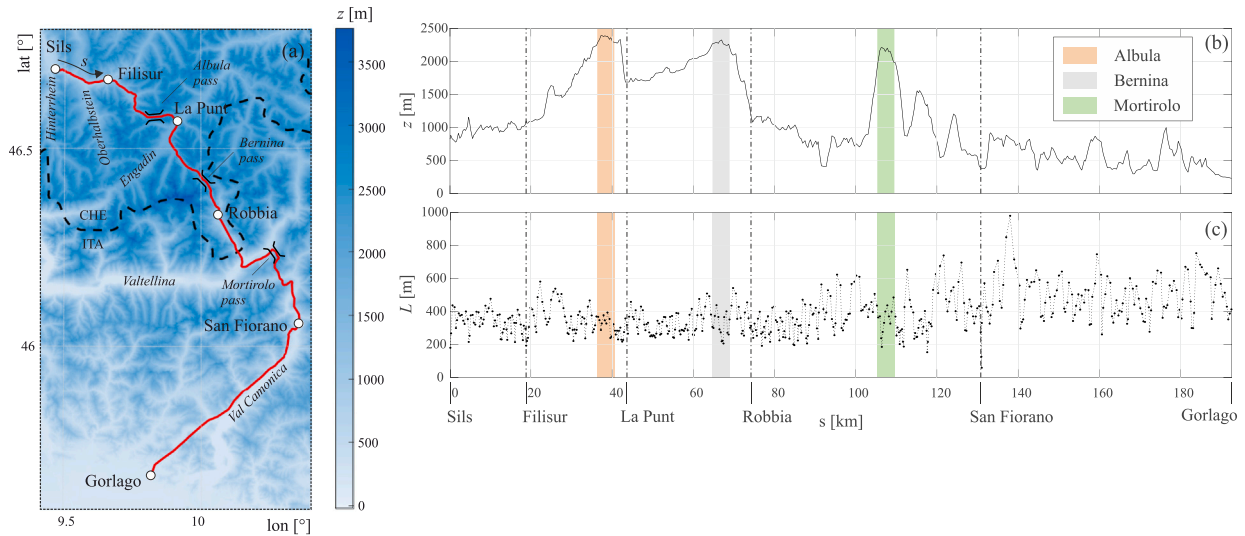 z [m]
lat [°]
(a)
Sils
s
Filisur
Albula
pass
La Punt
Hinterrhein
Oberhalbstein
Engadin
Bernina
pass
46.5
CHE
ITA
Robbia
Valtellina
Mortirolo
pass
San Fiorano
46
Val Camonica
Gorlago
9.5
10
lon [°]
3500
3000
2500
2000
1500
1000
500
0
(b)
z [m]
2500
2000
1500
1000
500
0
Albula
Bernina
Mortirolo
(c)
L [m]
1000
800
600
400
200
0
0 20 40 60 80 100 120 140 160 180
Sils Filisur La Punt Robbia s [km] San Fiorano Gorlago